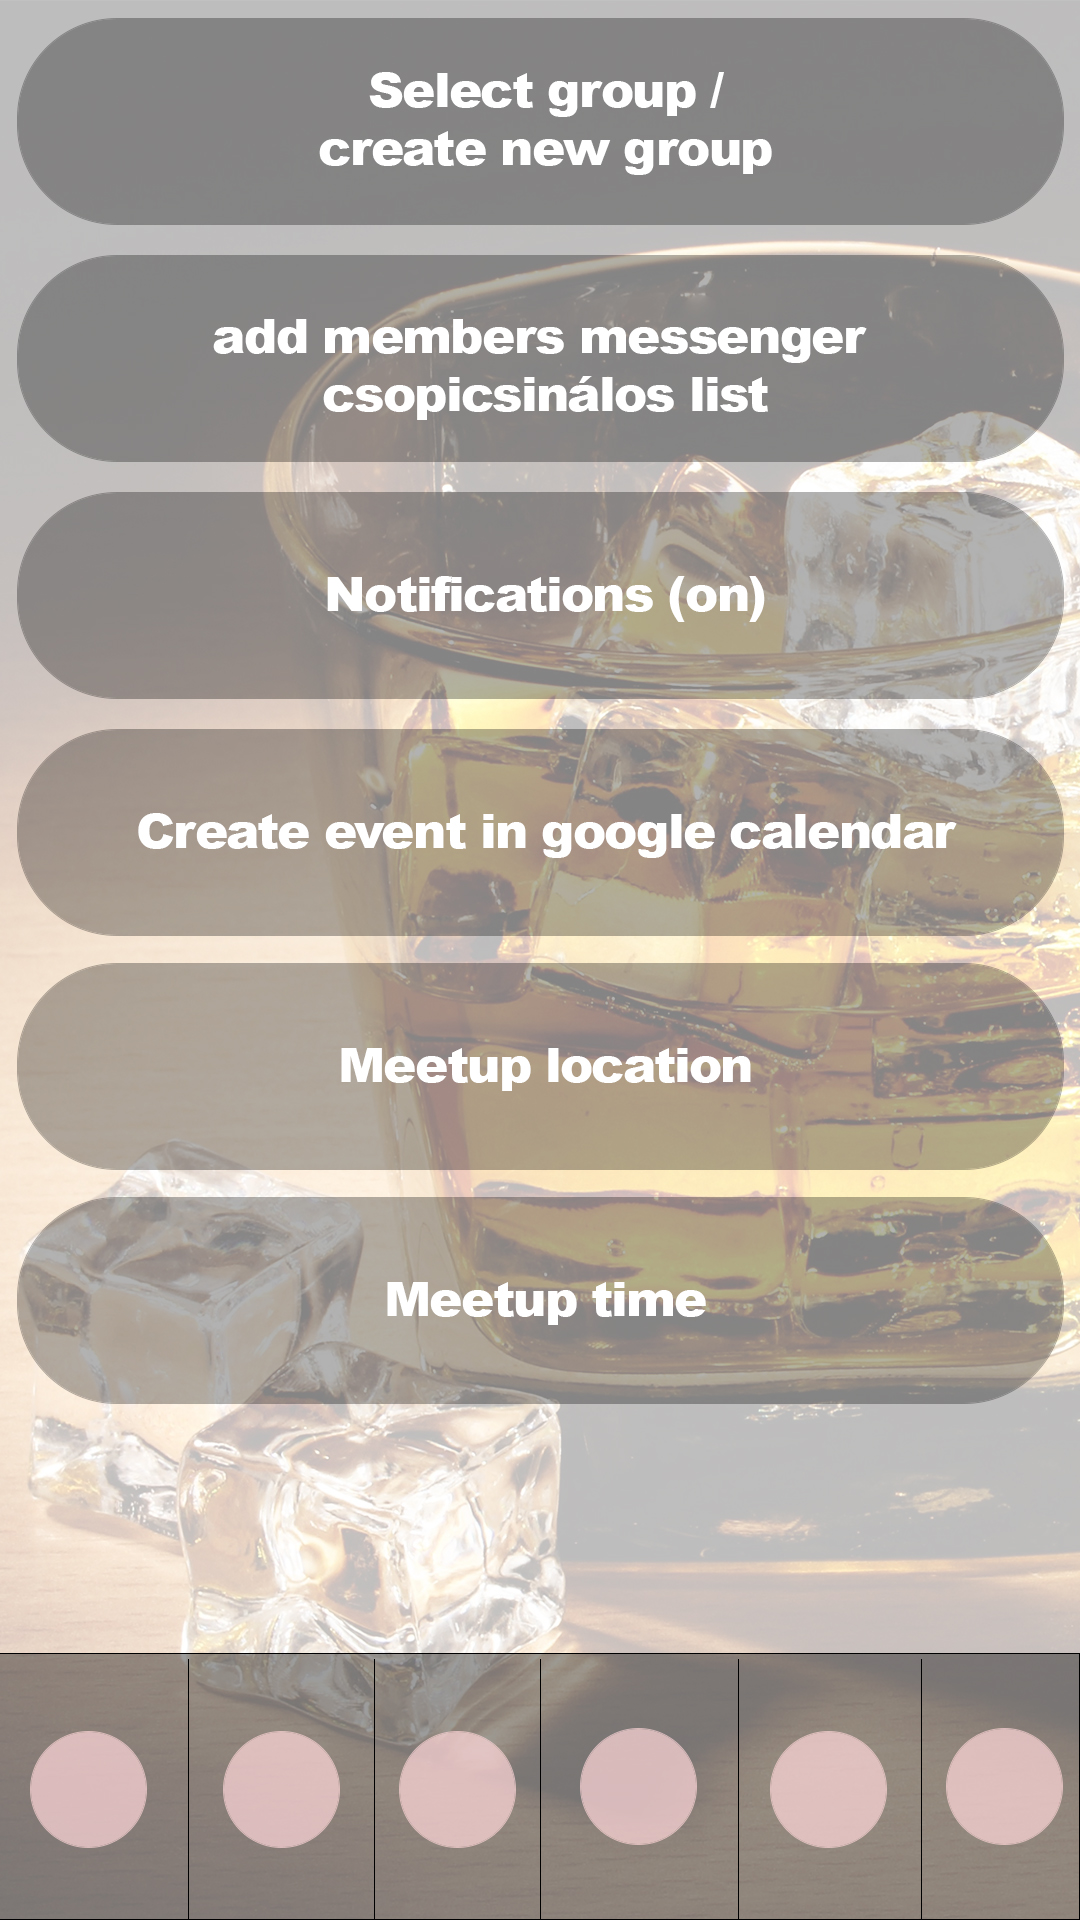 Select group /
create new group
add members messenger
csopicsinálos list
Notifications (on)
Create event in google calendar
Meetup location
Meetup time